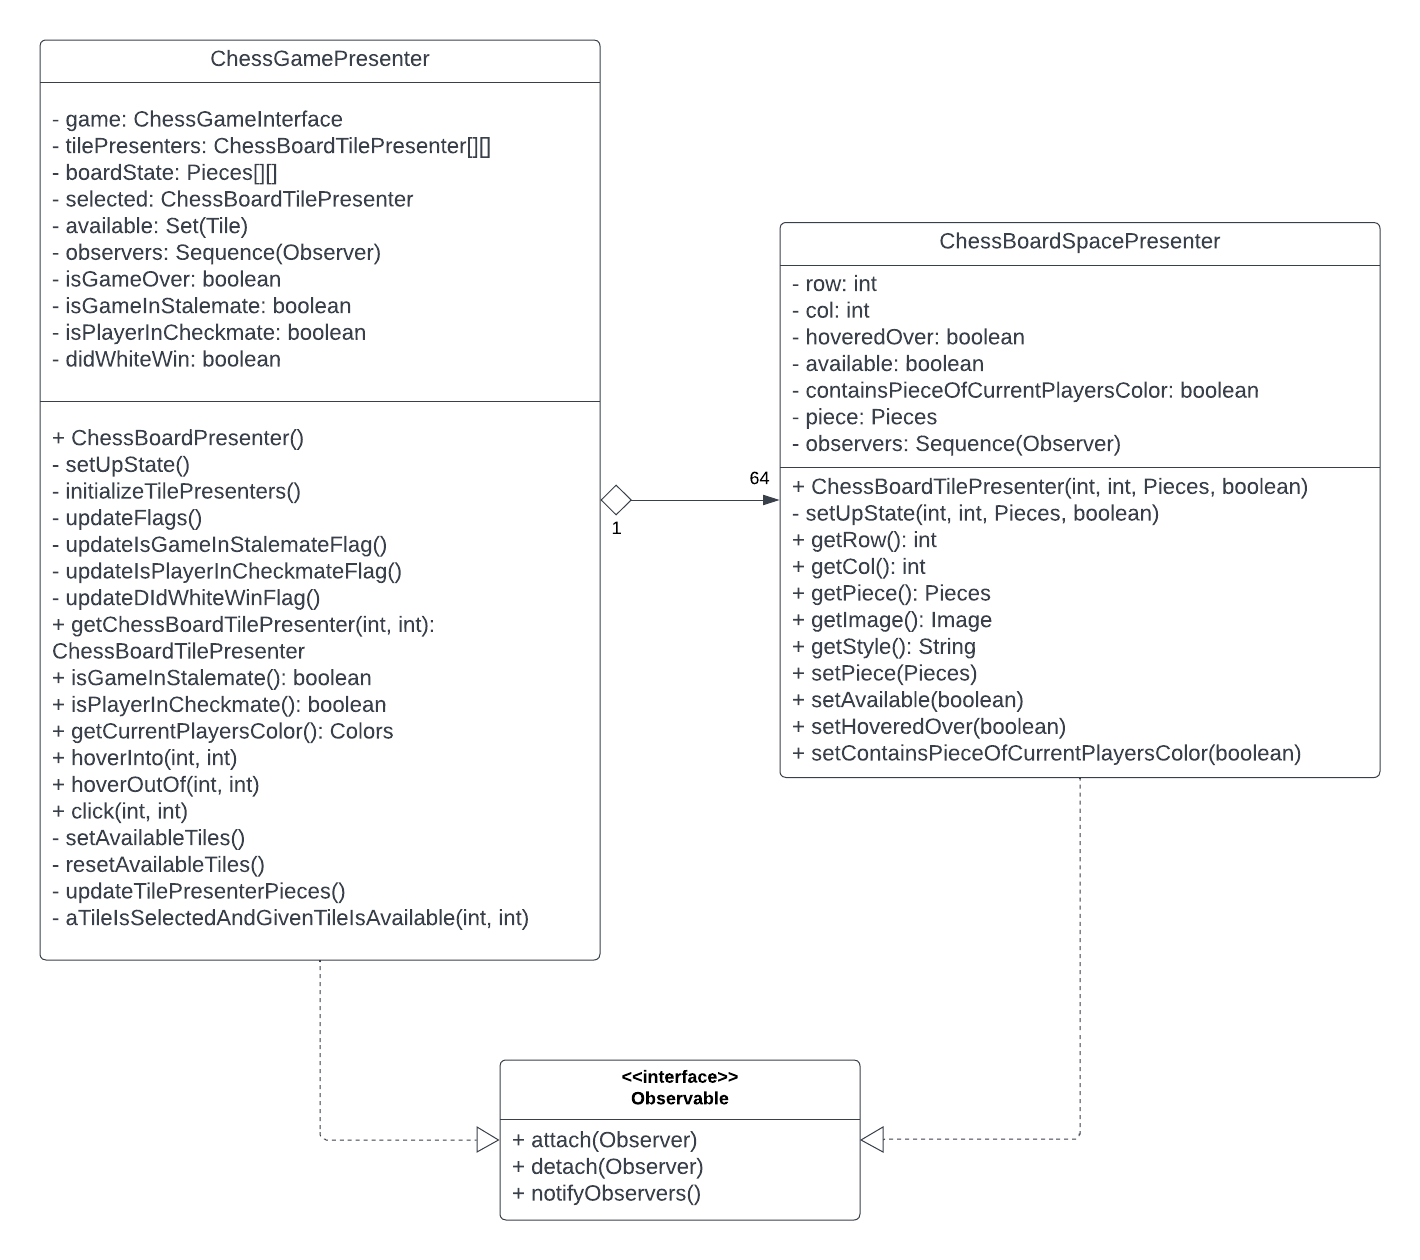 ChessGamePresenter
- game: ChessGameInterface
- tilePresenters: ChessBoardTilePresenter[][]
- boardState: Pieces[][]
- selected: ChessBoardTilePresenter
- available: Set(Tile)
- observers: Sequence(Observer)
- isGameOver: boolean
- isGameInStalemate: boolean
- isPlayerInCheckmate: boolean
- didWhiteWin: boolean
+ ChessBoardPresenter()
- setUpState()
- initializeTilePresenters()
- updateFlags()
- updateIsGameInStalemateFlag()
- updateIsPlayerInCheckmateFlag()
- updateDIdWhiteWinFlag()
+ getChessBoardTilePresenter(int, int):
ChessBoardTilePresenter
+ isGameInStalemate(): boolean
+ isPlayerInCheckmate(): boolean
+ getCurrentPlayersColor(): Colors
+ hoverInto(int, int)
+ hoverOutOf(int, int)
+ click(int, int)
- setAvailableTiles()
- resetAvailableTiles()
- updateTilePresenterPieces()
- aTileIsSelectedAndGivenTileIsAvailable(int, int)
1
64
ChessBoardSpacePresenter
- row: int
- col: int
- hoveredOver: boolean
- available: boolean
- containsPieceOfCurrentPlayersColor: boolean
- piece: Pieces
- observers: Sequence(Observer)
+ ChessBoardTilePresenter(int, int, Pieces, boolean)
- setUpState(int, int, Pieces, boolean)
+ getRow(): int
+ getCol(): int
+ getPiece(): Pieces
+ getImage(): Image
+ getStyle(): String
+ setPiece(Pieces)
+ setAvailable(boolean)
+ setHoveredOver(boolean)
+ setContainsPieceOfCurrentPlayersColor(boolean)
<<interface>>
Observable
+ attach(Observer)
+ detach(Observer)
+ notifyObservers()